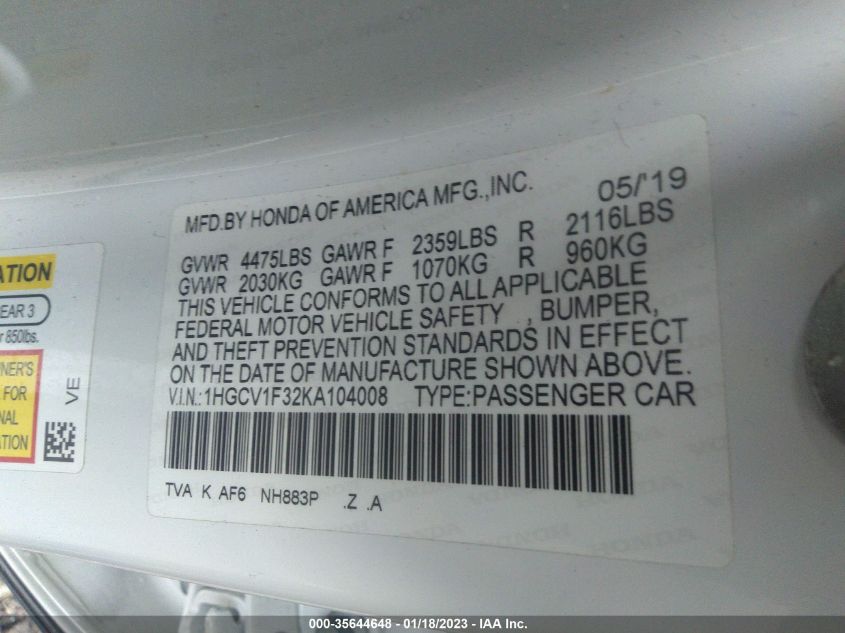 MFD.BY HONDA OF AMERICA MFG.,INC. 05/'19
GVWR 4475LBS GAWR F 2359LBS R 2116LBS
GVWR 2030KG GAWR F 1070KG R 960KG
THIS VEHICLE CONFORMS TO ALL APPLICABLE
FEDERAL MOTOR VEHICLE SAFETY , BUMPER,
AND THEFT PREVENTION STANDARDS IN EFFECT
ON THE DATE OF MANUFACTURE SHOWN ABOVE.
V.I.N.:1HGCV1F32KA104008 TYPE:PASSENGER CAR
TVA K AF6 NH883P .Z .A
HONDA
EAR 3
850lbs.
FOR
VE
000-35644648 - 01/18/2023 - IAA Inc.